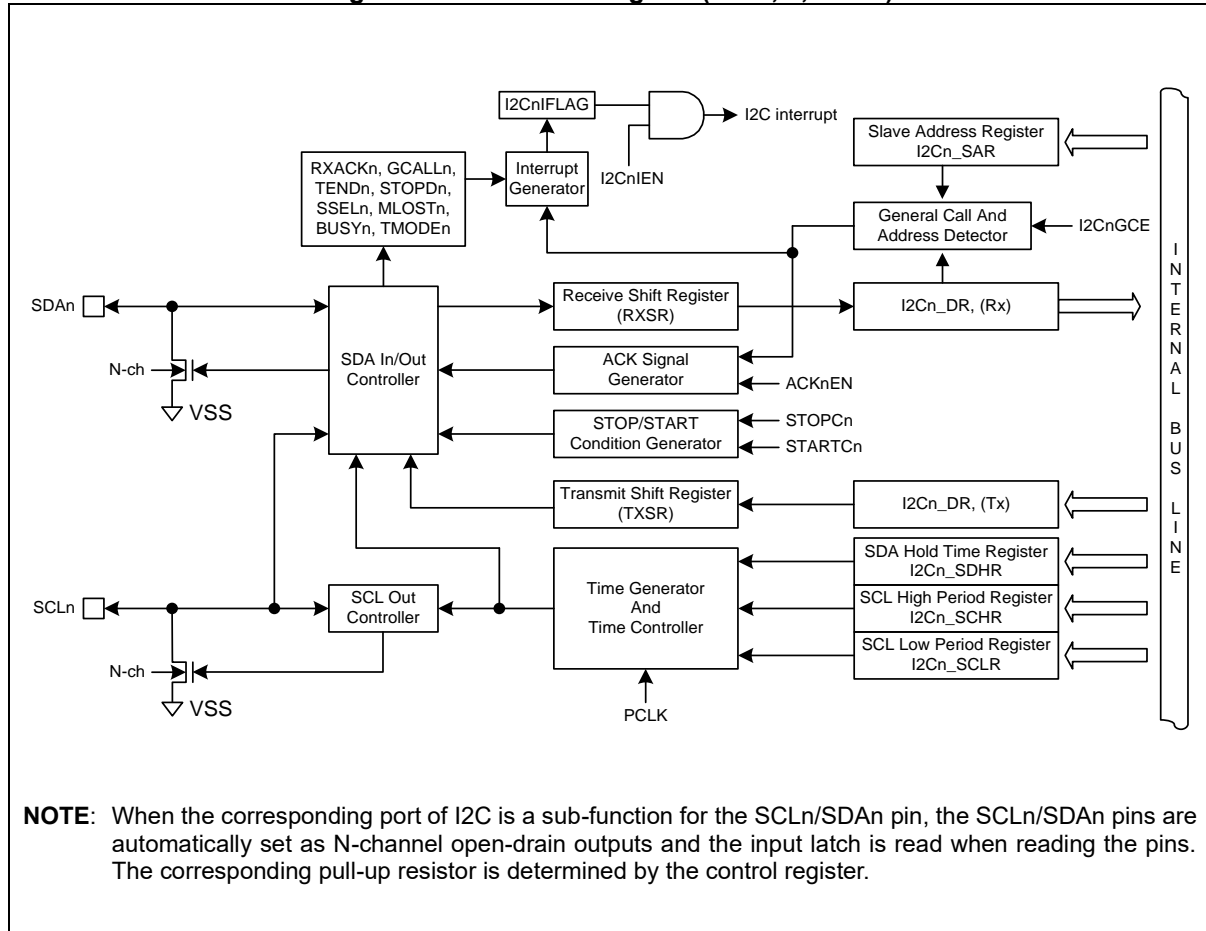 I2CnIFLAG
I2C interrupt
Slave Address Register
I2Cn_SAR
RXACKn, GCALLn,
TENDn, STOPDn,
SSELn, MLOSTn,
BUSYn, TMODEn
Interrupt
Generator
I2CnIEN
General Call And
Address Detector
I2CnGCE
SDAn
Receive Shift Register
(RXSR)
I2Cn_DR, (Rx)
N-ch
SDA In/Out
Controller
ACK Signal
Generator
ACKnEN
VSS
STOP/START
Condition Generator
STOPCn
STARTCn
Transmit Shift Register
(TXSR)
I2Cn_DR, (Tx)
SDA Hold Time Register
I2Cn_SDHR
SCLn
SCL Out
Controller
Time Generator
And
Time Controller
SCL High Period Register
I2Cn_SCHR
SCL Low Period Register
I2Cn_SCLR
N-ch
VSS
PCLK
INTERNAL BUS LINE
NOTE: When the corresponding port of I2C is a sub-function for the SCLn/SDAn pin, the SCLn/SDAn pins are
automatically set as N-channel open-drain outputs and the input latch is read when reading the pins.
The corresponding pull-up resistor is determined by the control register.